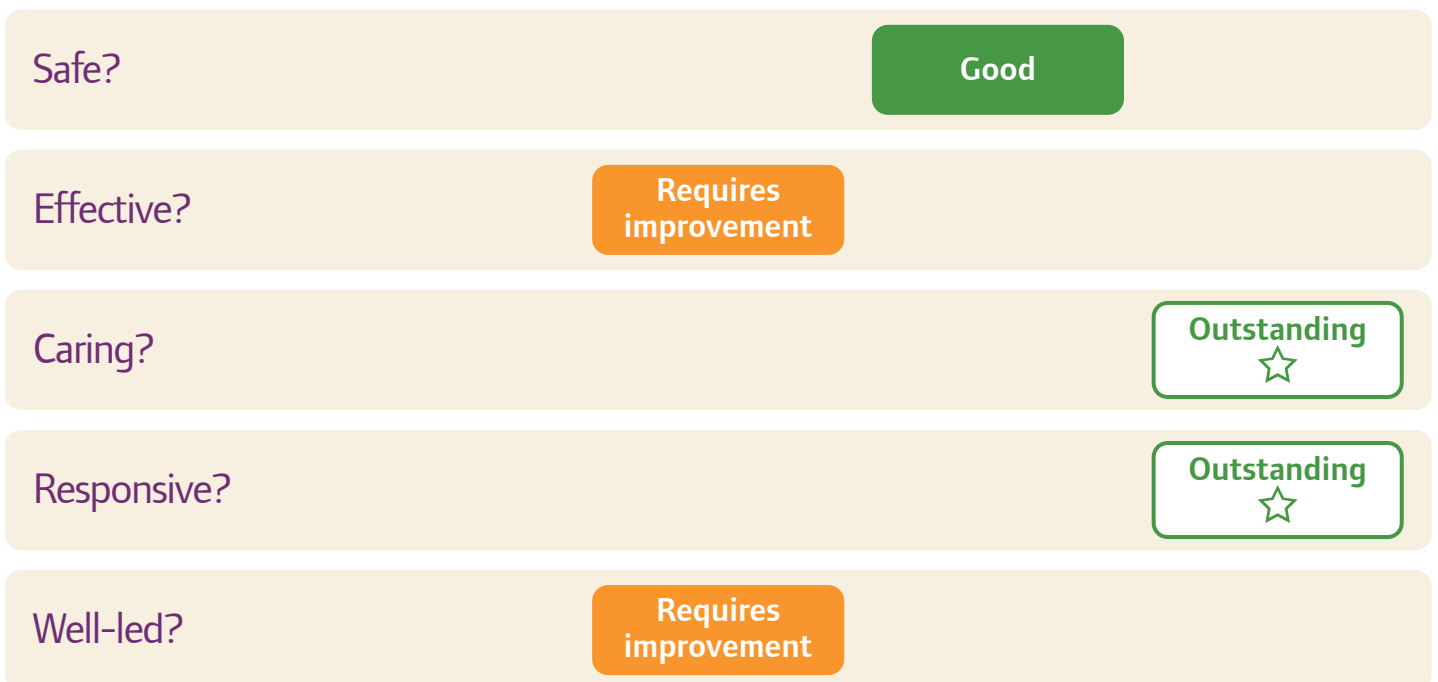 Safe?
Good
Effective?
Requires
improvement
Caring?
Outstanding
Responsive?
Outstanding
Well-led?
Requires
improvement